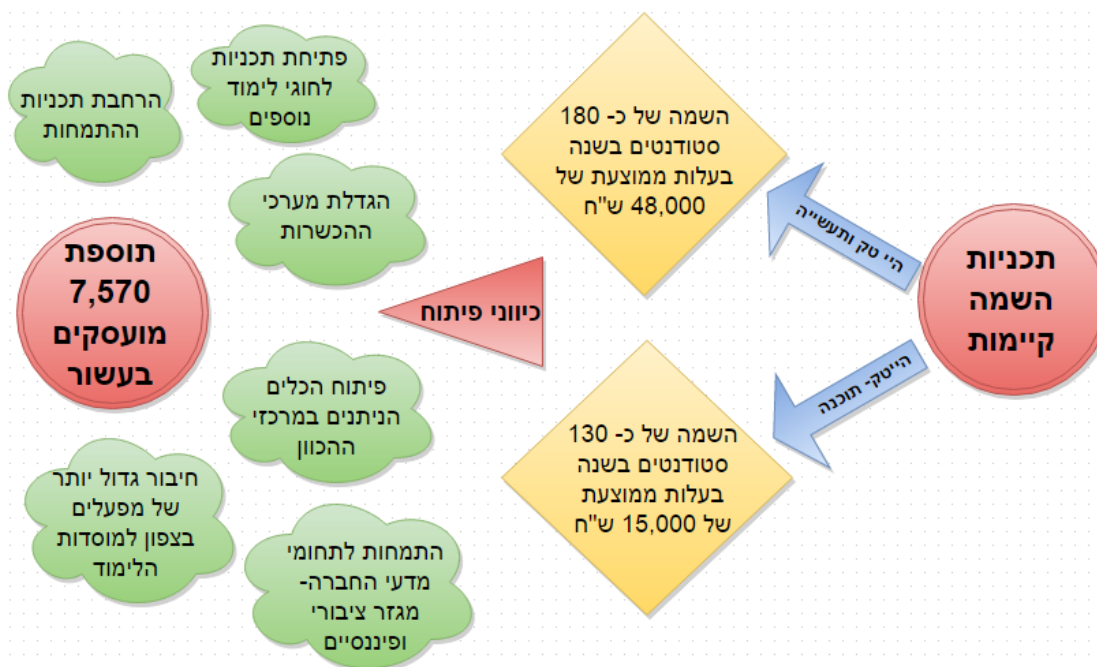 תכניות
השמה
קיימות
היי טק ותעשייה
השמה של כ- 180
סטודנטים בשנה
בעלות ממוצעת של
48,000 ש"ח
הייטק- תוכנה
השמה של כ- 130
סטודנטים בשנה
בעלות ממוצעת
של 15,000 ש"ח
כיווני פיתוח
פתיחת תכניות
לחוגי לימוד
נוספים
הרחבת תכניות
ההתמחות
הגדלת מערכי
ההכשרות
פיתוח הכלים
הניתנים במרכזי
ההכוון
חיבור גדול יותר
של מפעלים
בצפון למוסדות
הלימוד
התמחות לתחומי
מדעי החברה-
מגזר ציבורי
ופיננסיים
תוספת
7,570
מועסקים
בעשור